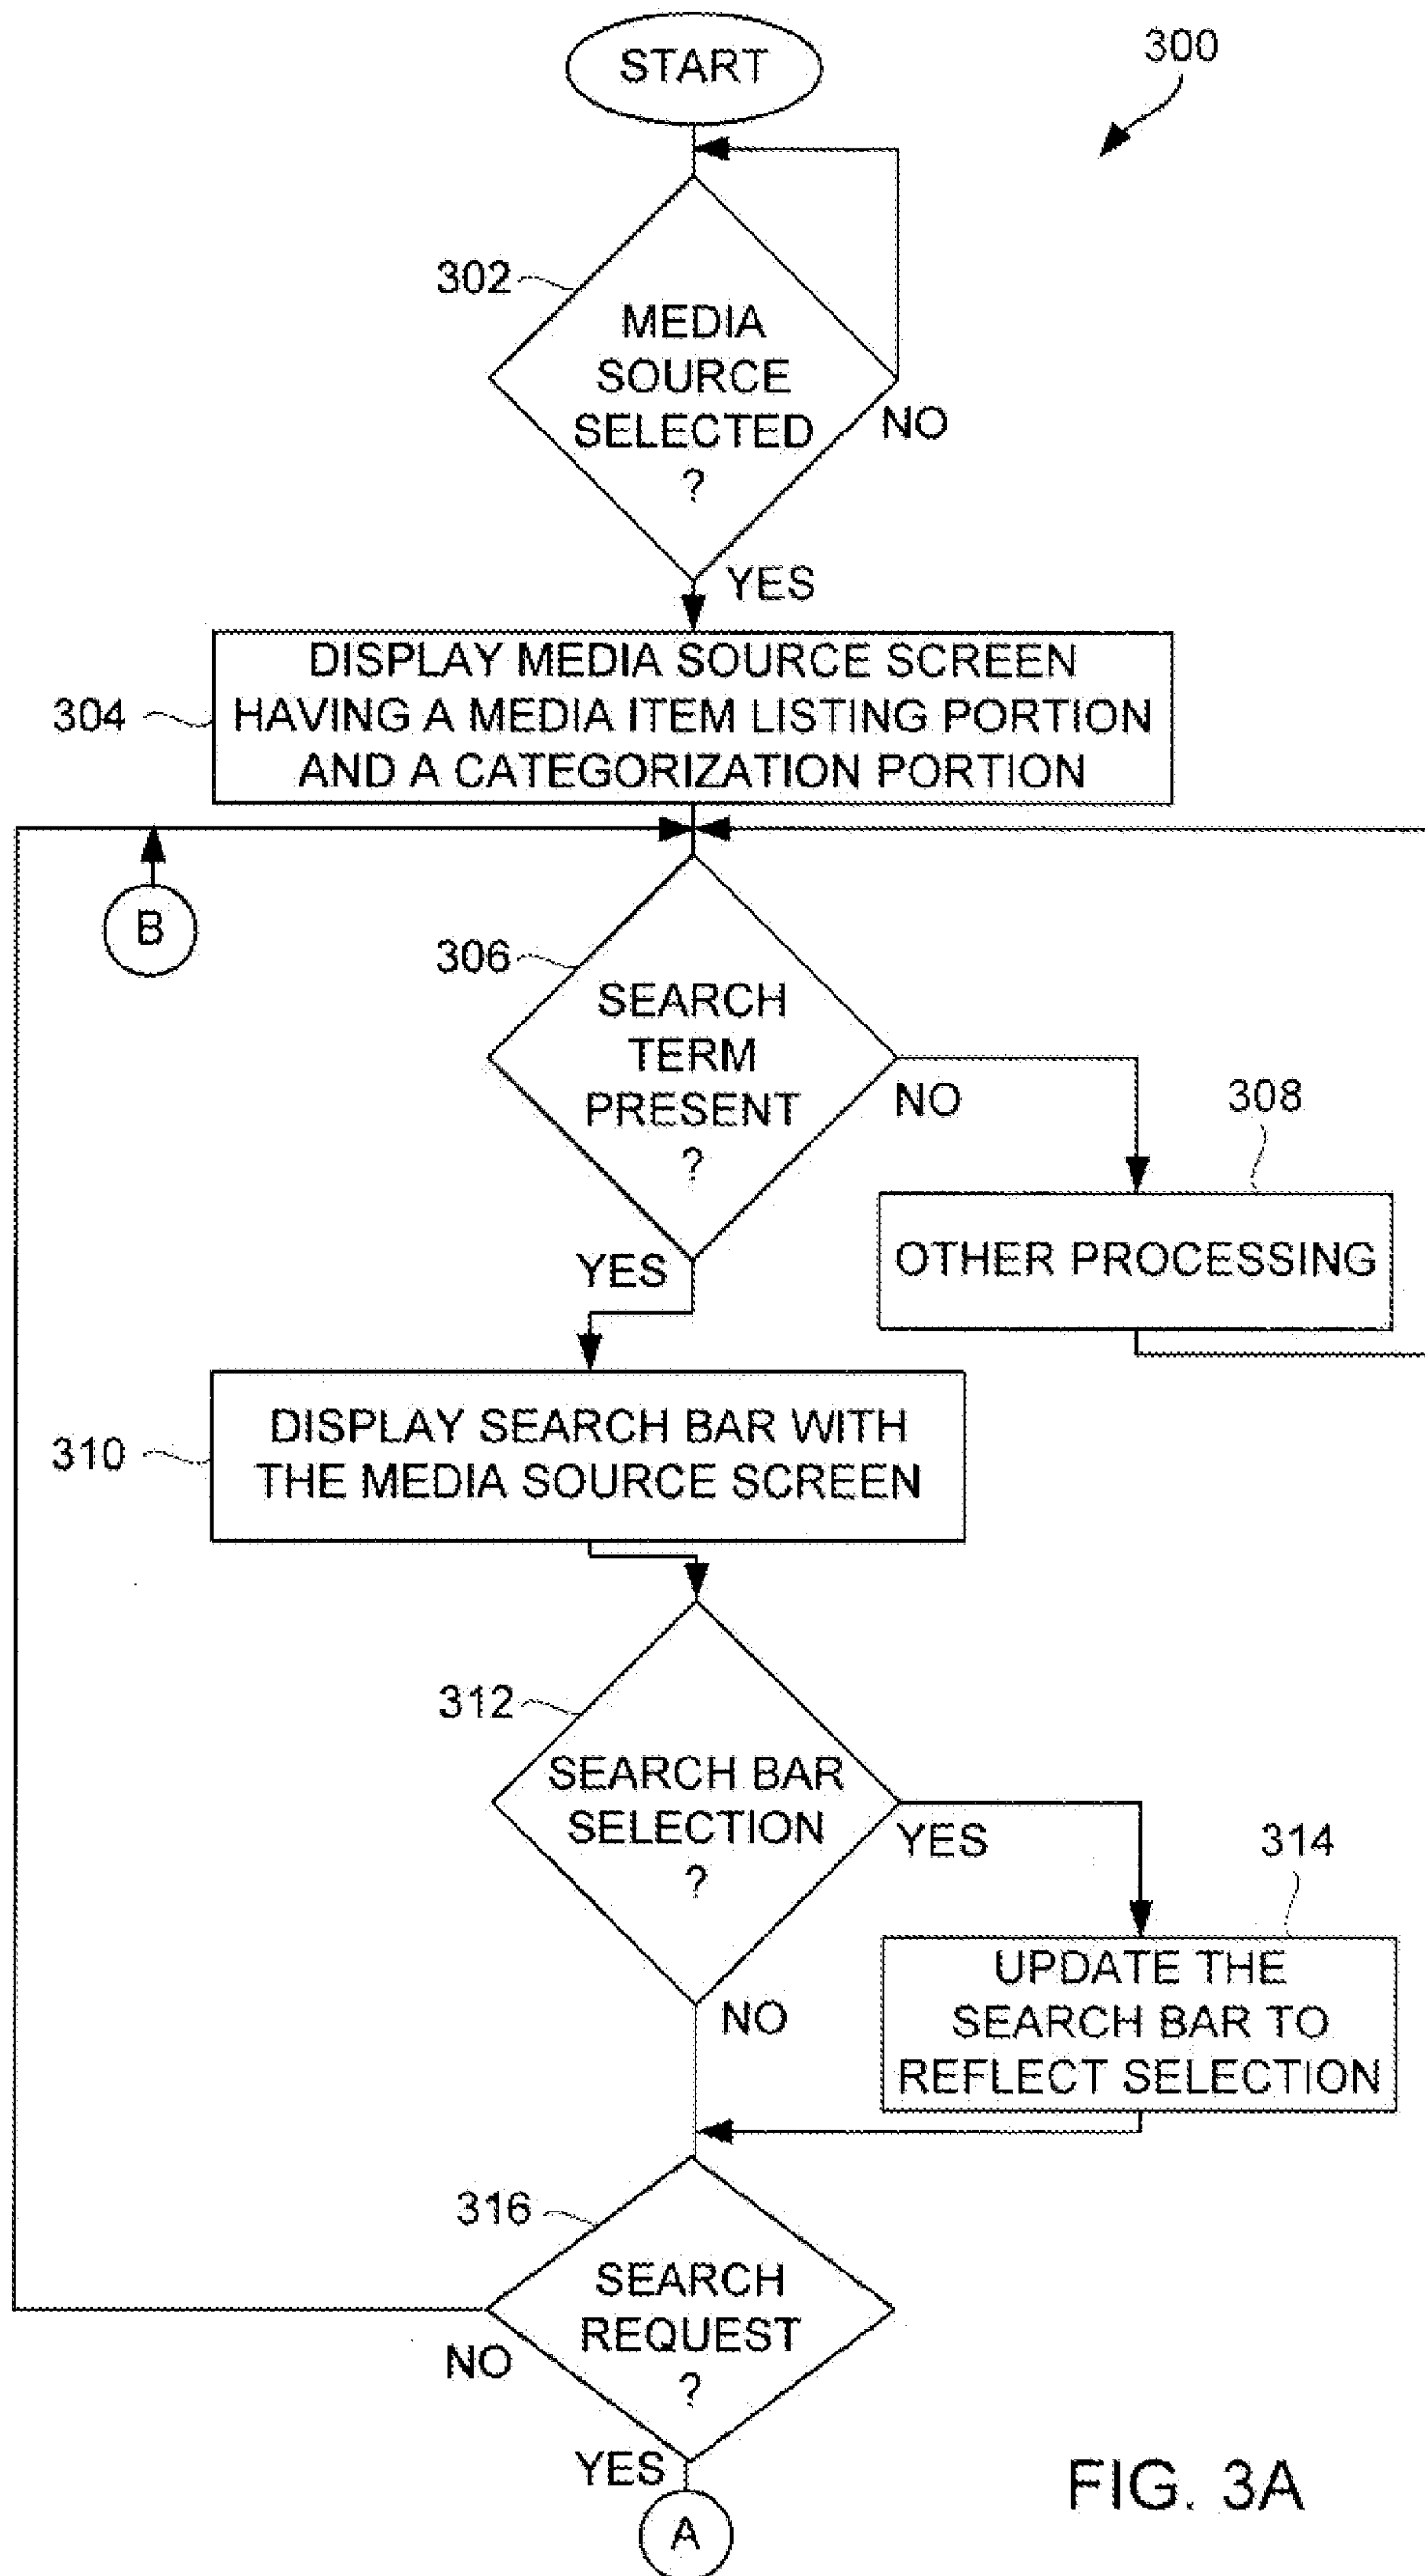 START
300
302
MEDIA
SOURCE
SELECTED
?
NO
YES
304
DISPLAY MEDIA SOURCE SCREEN
HAVING A MEDIA ITEM LISTING PORTION
AND A CATEGORIZATION PORTION
B
306
SEARCH
TERM
PRESENT
?
NO
308
OTHER PROCESSING
YES
310
DISPLAY SEARCH BAR WITH
THE MEDIA SOURCE SCREEN
312
SEARCH BAR
SELECTION
?
YES
314
UPDATE THE
SEARCH BAR TO
REFLECT SELECTION
NO
316
SEARCH
REQUEST
?
NO
YES
A
FIG. 3A